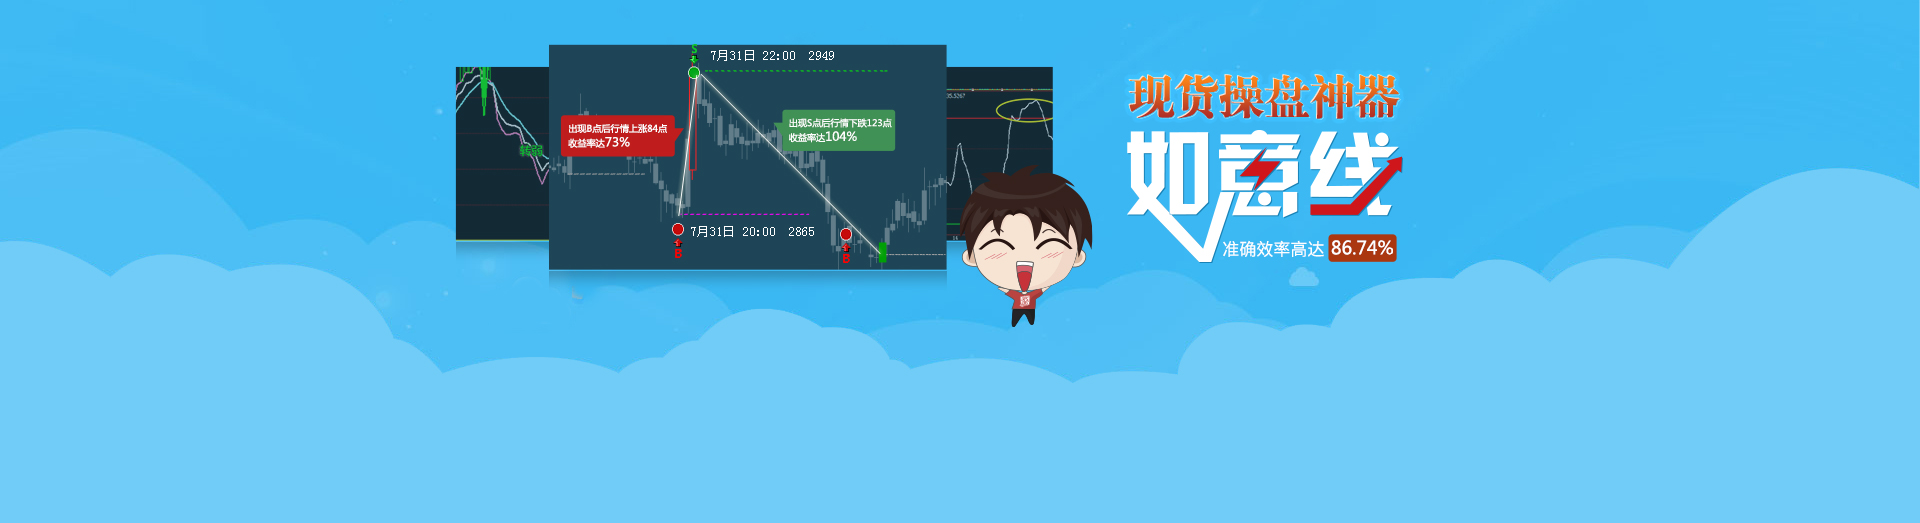 S
7月31日 22:00 2949
35.5267
出现B点后行情上涨84点
收益率达73%
出现S点后行情下跌123点
收益率达104%
转弱
7月31日 20:00 2865
B
B
现货操盘神器
如意线
准确效率高达 86.74%